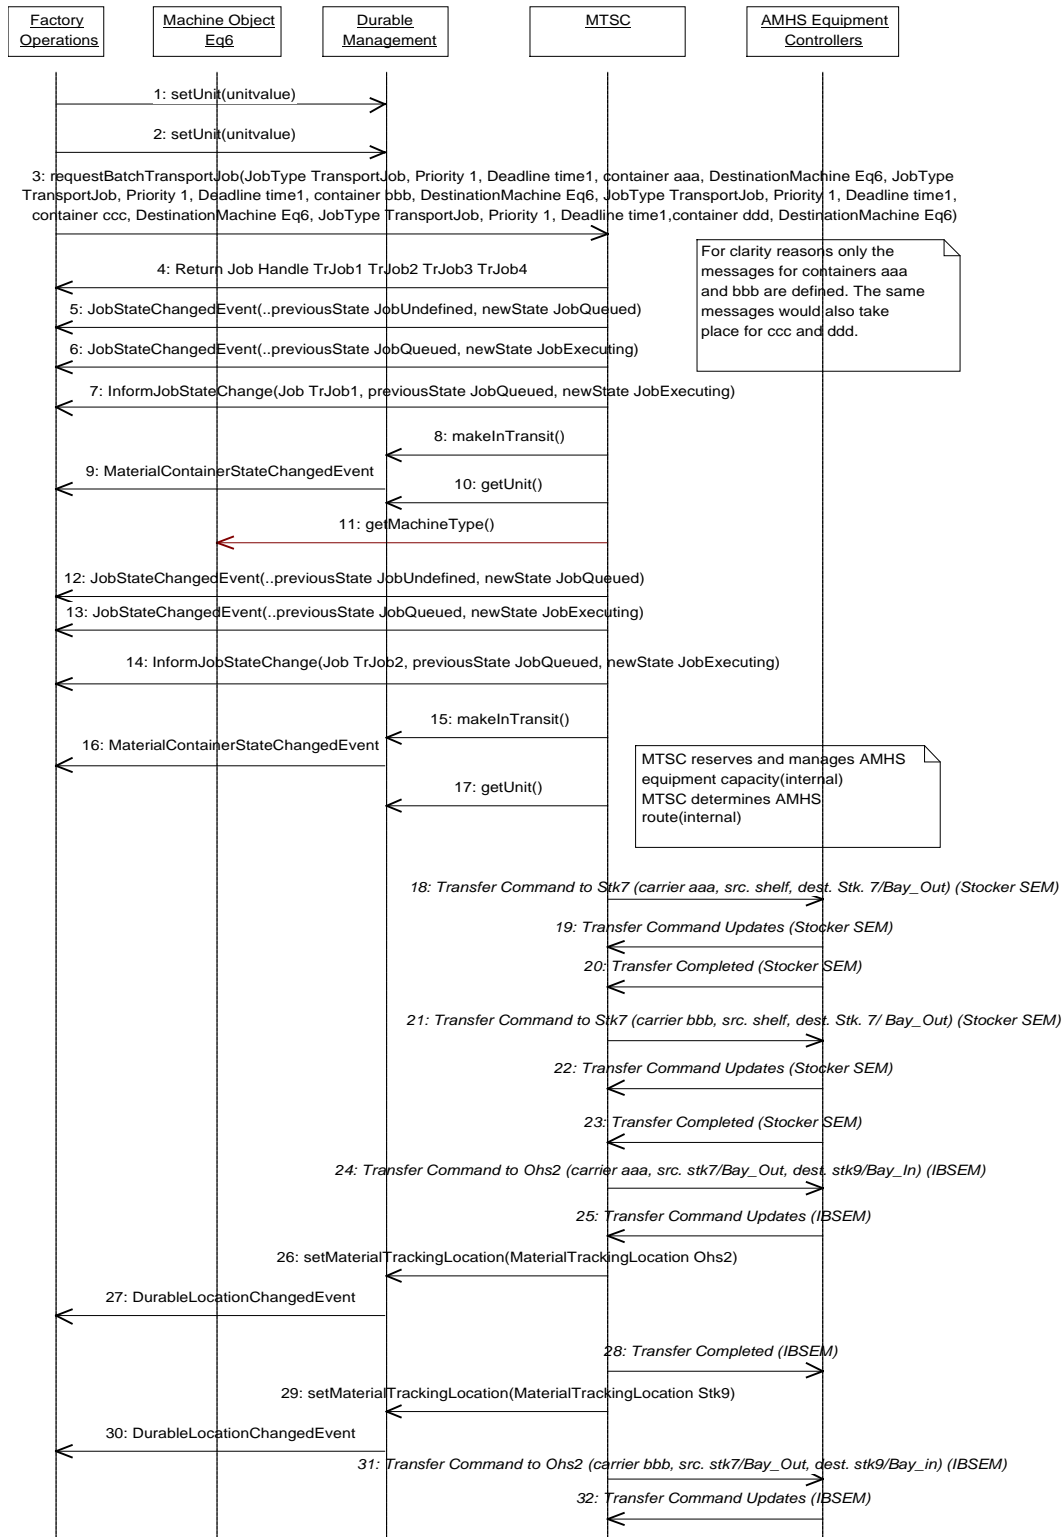 Factory
Operations
Machine Object
Eq6
Durable
Management
MTSC
AMHS Equipment
Controllers
1: setUnit(unitvalue)
2: setUnit(unitvalue)
3: requestBatchTransportJob(JobType TransportJob, Priority 1, Deadline time1, container aaa, DestinationMachine Eq6, JobType
TransportJob, Priority 1, Deadline time1, container bbb, DestinationMachine Eq6, JobType TransportJob, Priority 1, Deadline time1,
container ccc, DestinationMachine Eq6, JobType TransportJob, Priority 1, Deadline time1,container ddd, DestinationMachine Eq6)
For clarity reasons only the
messages for containers aaa
and bbb are defined. The same
messages would also take
place for ccc and ddd.
4: Return Job Handle TrJob1 TrJob2 TrJob3 TrJob4
5: JobStateChangedEvent(..previousState JobUndefined, newState JobQueued)
6: JobStateChangedEvent(..previousState JobQueued, newState JobExecuting)
7: InformJobStateChange(Job TrJob1, previousState JobQueued, newState JobExecuting)
8: makeInTransit()
9: MaterialContainerStateChangedEvent
10: getUnit()
11: getMachineType()
12: JobStateChangedEvent(..previousState JobUndefined, newState JobQueued)
13: JobStateChangedEvent(..previousState JobQueued, newState JobExecuting)
14: InformJobStateChange(Job TrJob2, previousState JobQueued, newState JobExecuting)
15: makeInTransit()
16: MaterialContainerStateChangedEvent
MTSC reserves and manages AMHS
equipment capacity(internal)
MTSC determines AMHS
route(internal)
17: getUnit()
18: Transfer Command to Stk7 (carrier aaa, src. shelf, dest. Stk. 7/Bay_Out) (Stocker SEM)
19: Transfer Command Updates (Stocker SEM)
20: Transfer Completed (Stocker SEM)
21: Transfer Command to Stk7 (carrier bbb, src. shelf, dest. Stk. 7/ Bay_Out) (Stocker SEM)
22: Transfer Command Updates (Stocker SEM)
23: Transfer Completed (Stocker SEM)
24: Transfer Command to Ohs2 (carrier aaa, src. stk7/Bay_Out, dest. stk9/Bay_In) (IBSEM)
25: Transfer Command Updates (IBSEM)
26: setMaterialTrackingLocation(MaterialTrackingLocation Ohs2)
27: DurableLocationChangedEvent
28: Transfer Completed (IBSEM)
29: setMaterialTrackingLocation(MaterialTrackingLocation Stk9)
30: DurableLocationChangedEvent
31: Transfer Command to Ohs2 (carrier bbb, src. stk7/Bay_Out, dest. stk9/Bay_in) (IBSEM)
32: Transfer Command Updates (IBSEM)